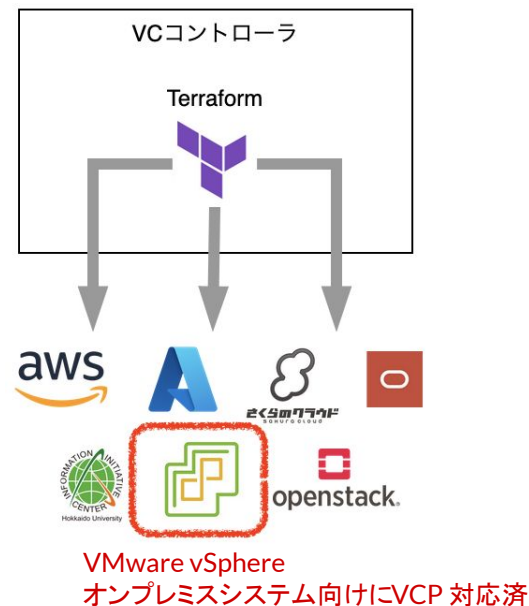 VCコントローラ
Terraform
aws
さくらのクラウド
SAKURA CLOUD
INFORMATION INITIATIVE CENTER
Hokkaido University
openstack.
VMware vSphere
オンプレミスシステム向けにVCP 対応済